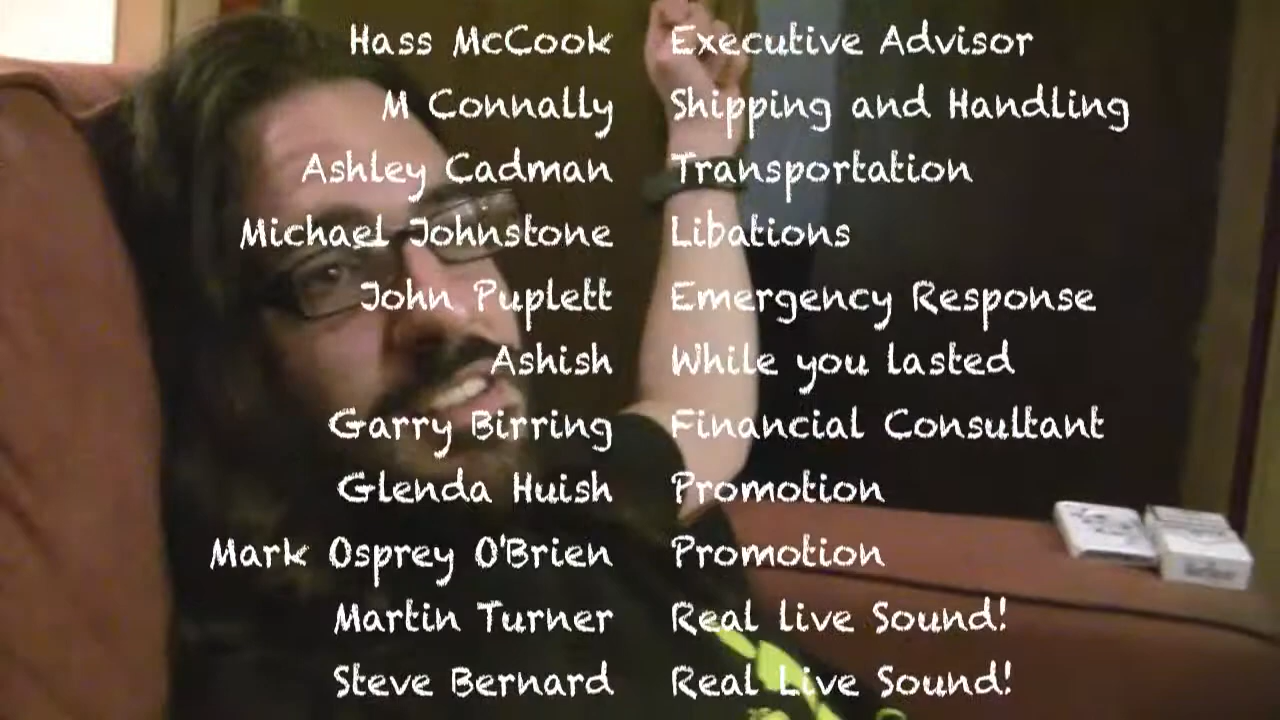 Hass McCook Executive Advisor
M Connally Shipping and Handling
Ashley Cadman Transportation
Michael Johnstone Libations
John Puplett Emergency Response
Ashish While you lasted
Garry Birring Financial Consultant
Glenda Huish Promotion
Mark Osprey O'Brien Promotion
Martin Turner Real live Sound!
Steve Bernard Real Live Sound!